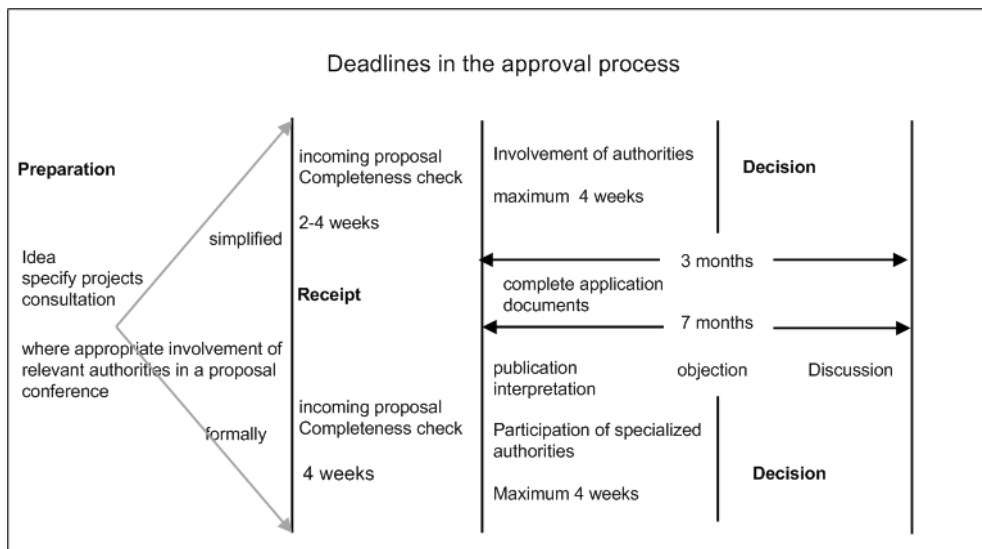 Deadlines in the approval process
Preparation
Idea
specify projects
consultation
where appropriate involvement of
relevant authorities in a proposal
conference
simplified
formally
incoming proposal
Completeness check
2-4 weeks
Receipt
incoming proposal
Completeness check
4 weeks
Involvement of authorities
maximum 4 weeks
Decision
3 months
complete application
documents
7 months
publication
interpretation
objection
Discussion
Participation of specialized
authorities
Maximum 4 weeks
Decision